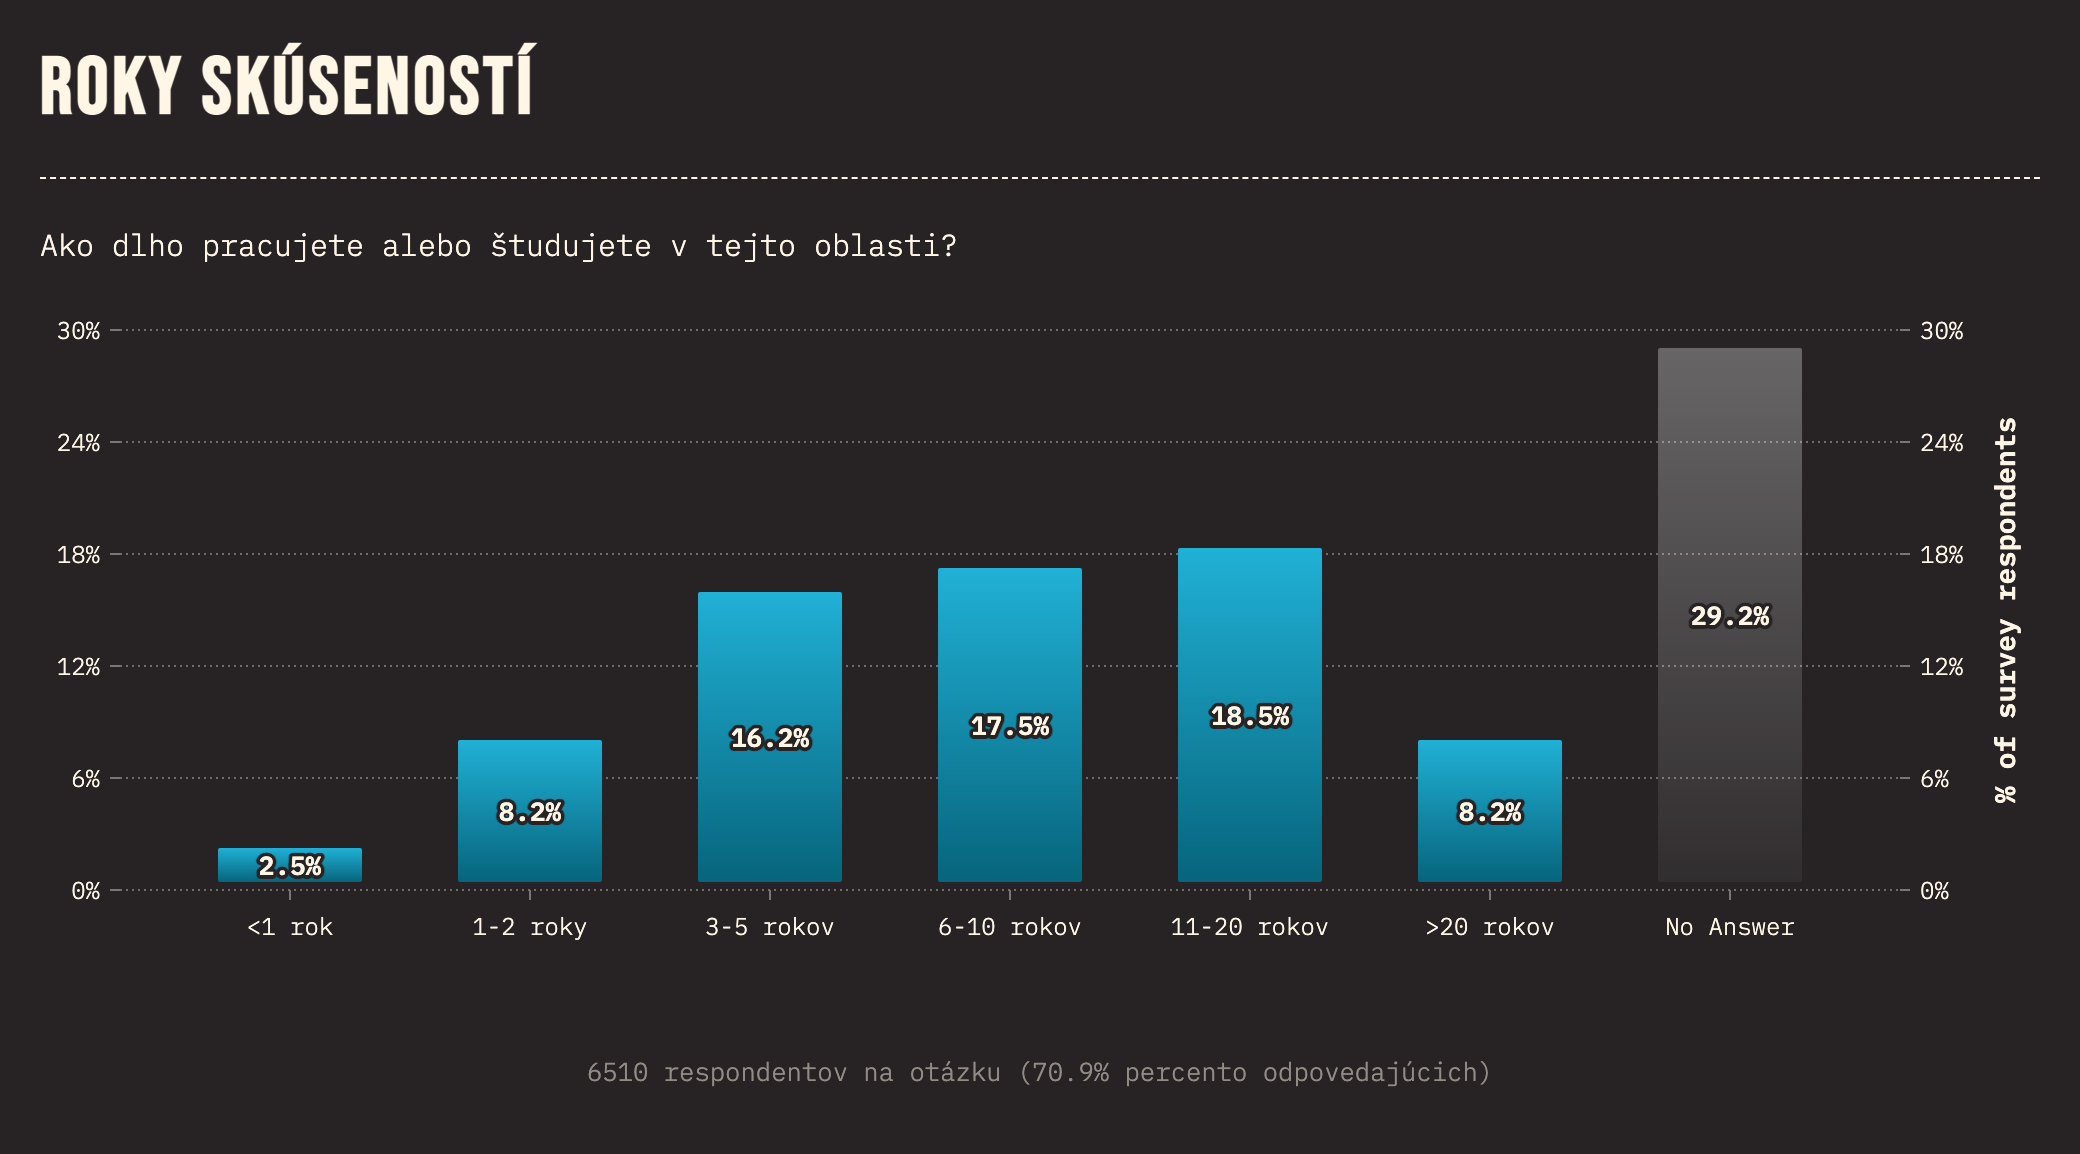 ROKY SKÚSENOSTÍ
Ako dlho pracujete alebo študujete v tejto oblasti?
30%
24%
18%
12%
6%
0%
30%
24%
18%
12%
6%
0%
% of survey respondents
2.5%
8.2%
16.2%
17.5%
18.5%
8.2%
29.2%
<1 rok
1-2 roky
3-5 rokov
6-10 rokov
11-20 rokov
>20 rokov
No Answer
6510 respondentov na otázku (70.9% percento odpovedajúcich)